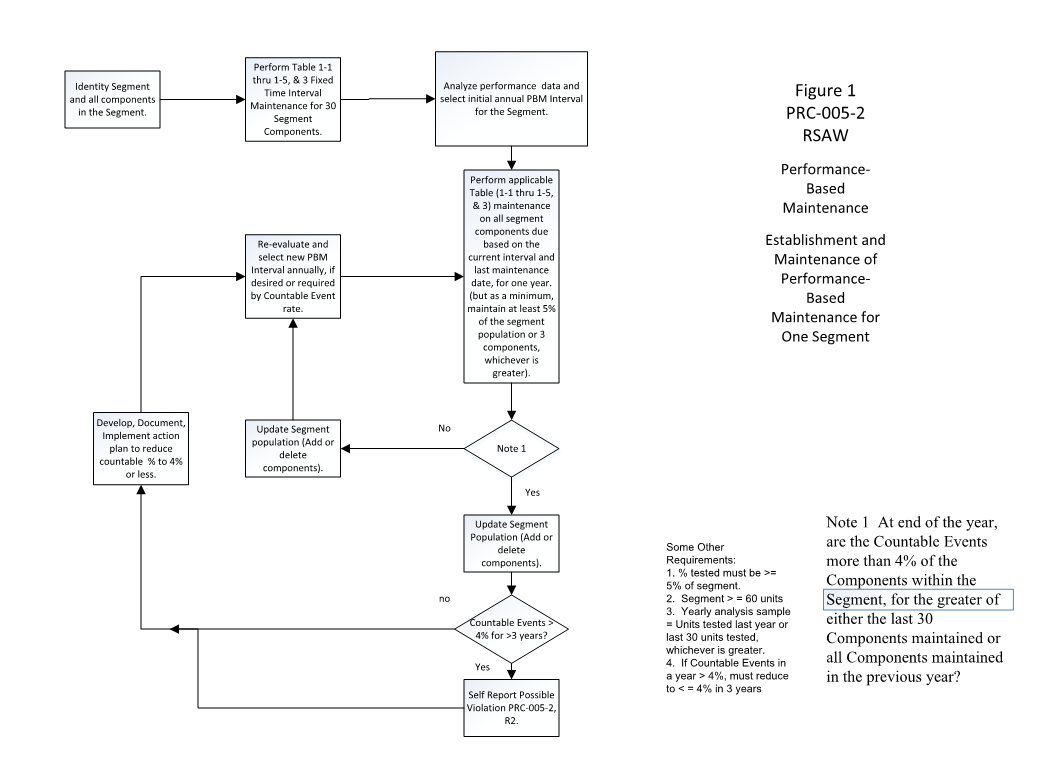 Identity Segment
and all components
in the Segment.
Perform Table 1-1
thru 1-5, & 3 Fixed
Time Interval
Maintenance for 30
Segment
Components.
Analyze performance data and
select initial annual PBM Interval
for the Segment.
Figure 1
PRC-005-2
RSAW
Performance-
Based
Maintenance
Establishment and
Maintenance of
Performance-
Based
Maintenance for
One Segment
Perform applicable
Table (1-1 thru 1-5,
& 3) maintenance
on all segment
components due
based on the
current interval and
last maintenance
date, for one year.
(but as a minimum,
maintain at least 5%
of the segment
population or 3
components,
whichever is
greater).
Re-evaluate and
select new PBM
Interval annually, if
desired or required
by Countable Event
rate.
Develop, Document,
Implement action
plan to reduce
countable % to 4%
or less.
Update Segment
population (Add or
delete
components).
No
Note 1
Yes
Update Segment
Population (Add or
delete
components).
no
Countable Events >
4% for >3 years?
Yes
Self Report Possible
Violation PRC-005-2,
R2.
Some Other
Requirements:
1. % tested must be >=
5% of segment.
2. Segment > = 60 units
3. Yearly analysis sample
= Units tested last year or
last 30 units tested,
whichever is greater.
4. If Countable Events in
a year > 4%, must reduce
to < = 4% in 3 years
Note 1 At end of the year,
are the Countable Events
more than 4% of the
Components within the
Segment, for the greater of
either the last 30
Components maintained or
all Components maintained
in the previous year?